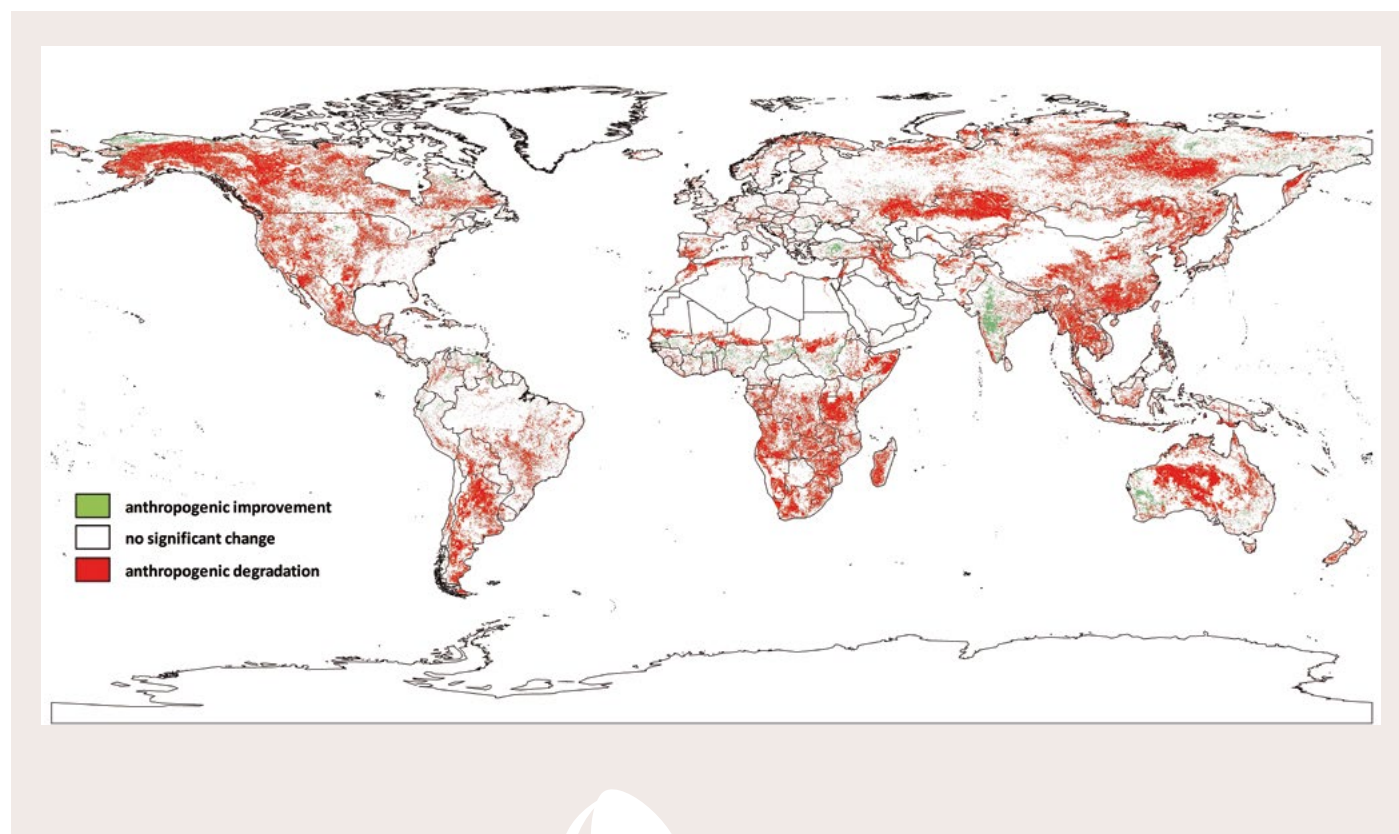 anthropogenic improvement
no significant change
anthropogenic degradation